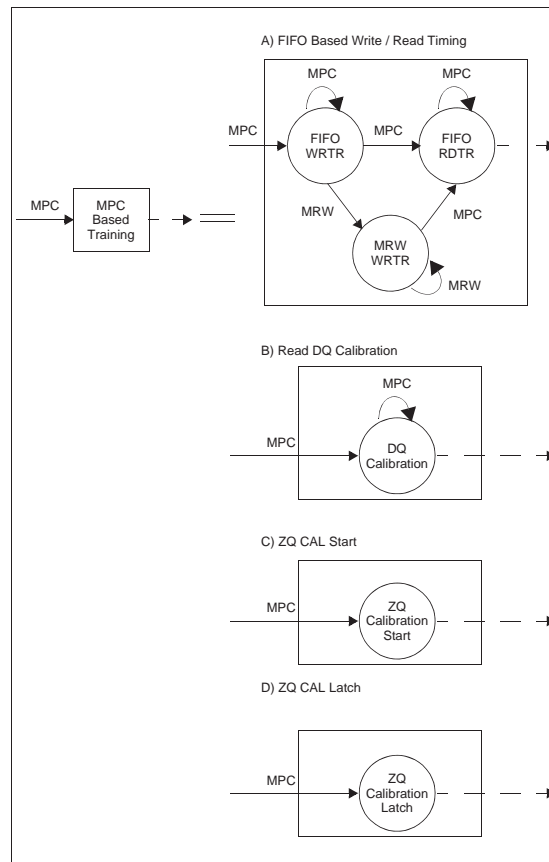 A) FIFO Based Write / Read Timing
MPC
MPC
MPC
FIFO
WRTR
MPC
FIFO
RDTR
MPC
MPC
Based
Training
MRW
MPC
MRW
WRTR
MRW
B) Read DQ Calibration
MPC
MPC
DQ
Calibration
C) ZQ CAL Start
MPC
ZQ
Calibration
Start
D) ZQ CAL Latch
MPC
ZQ
Calibration
Latch